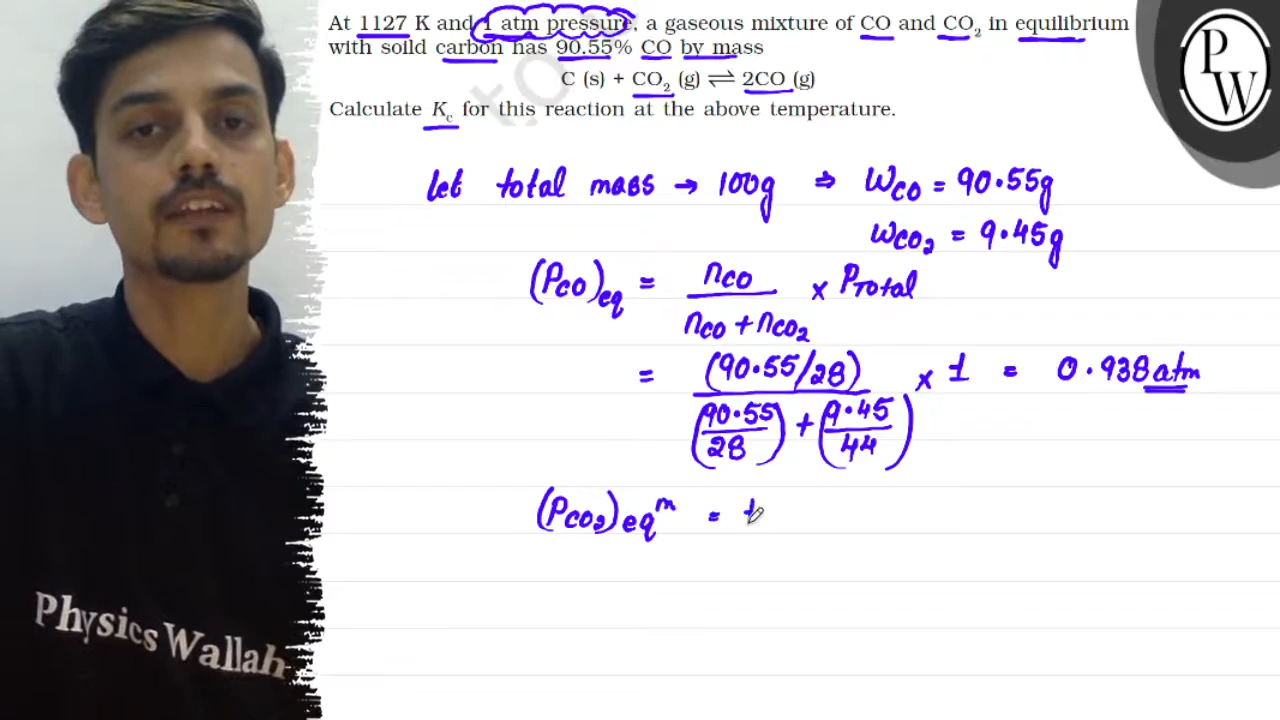 At 1127 K and 1 atm pressure, a gaseous mixture of CO and CO₂ in equilibrium
with soild carbon has 90.55% CO by mass
C (s) + CO₂ (g) ⇌ 2CO (g)
Calculate K_c for this reaction at the above temperature.
let total mass → 100g ⇒ W_CO = 90.55g
W_CO₂ = 9.45g
(P_CO)_eq = n_CO / (n_CO + n_CO₂) × P_Total
= (90.55/28) / ((90.55/28) + (9.45/44)) × 1 = 0.938 atm
(P_CO₂)_eqᵐ =
P
W
Physics Wallah